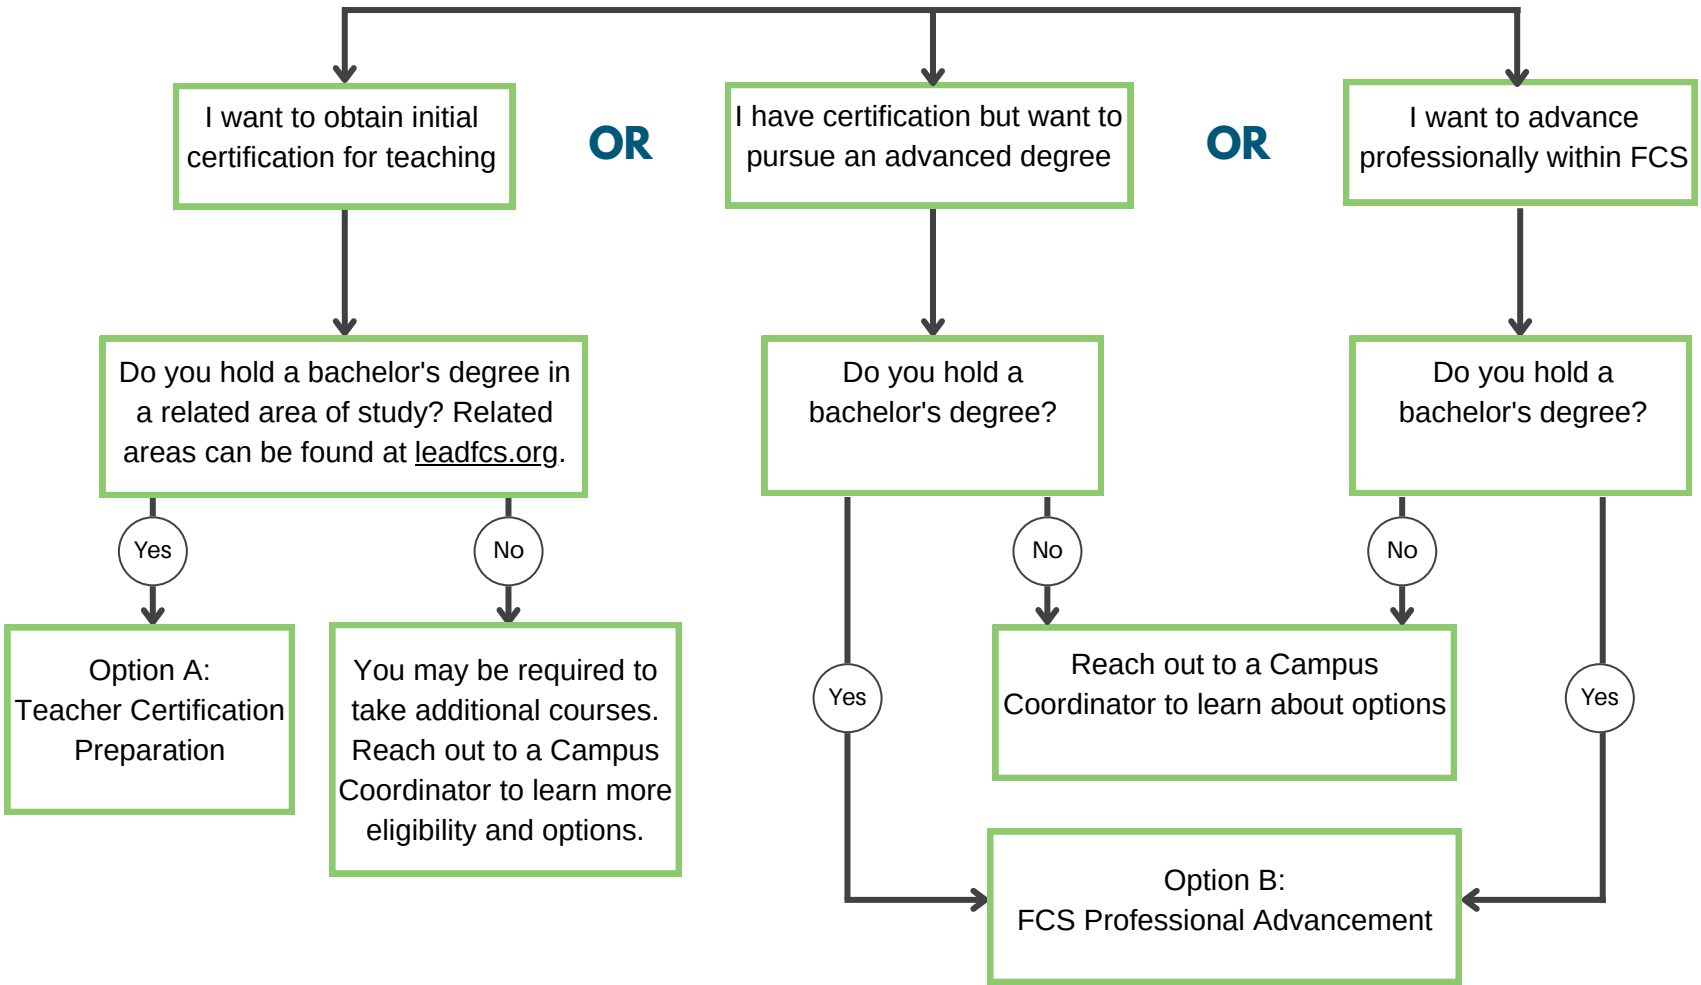 I want to obtain initial
certification for teaching
OR
I have certification but want to
pursue an advanced degree
OR
I want to advance
professionally within FCS
Do you hold a bachelor's degree in
a related area of study? Related
areas can be found at leadfcs.org.
Do you hold a
bachelor's degree?
Do you hold a
bachelor's degree?
Yes
No
No
No
Option A:
Teacher Certification
Preparation
You may be required to
take additional courses.
Reach out to a Campus
Coordinator to learn more
eligibility and options.
Yes
Reach out to a Campus
Coordinator to learn about options
Yes
Option B:
FCS Professional Advancement